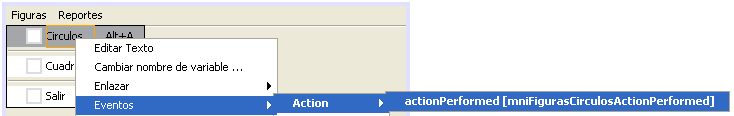 Figuras Reportes
Circulos Alt+A
Editar Texto
Cuadr
Cambiar nombre de variable ...
Enlazar
Salir
Eventos
Action
actionPerformed [mniFigurasCirculosActionPerformed]